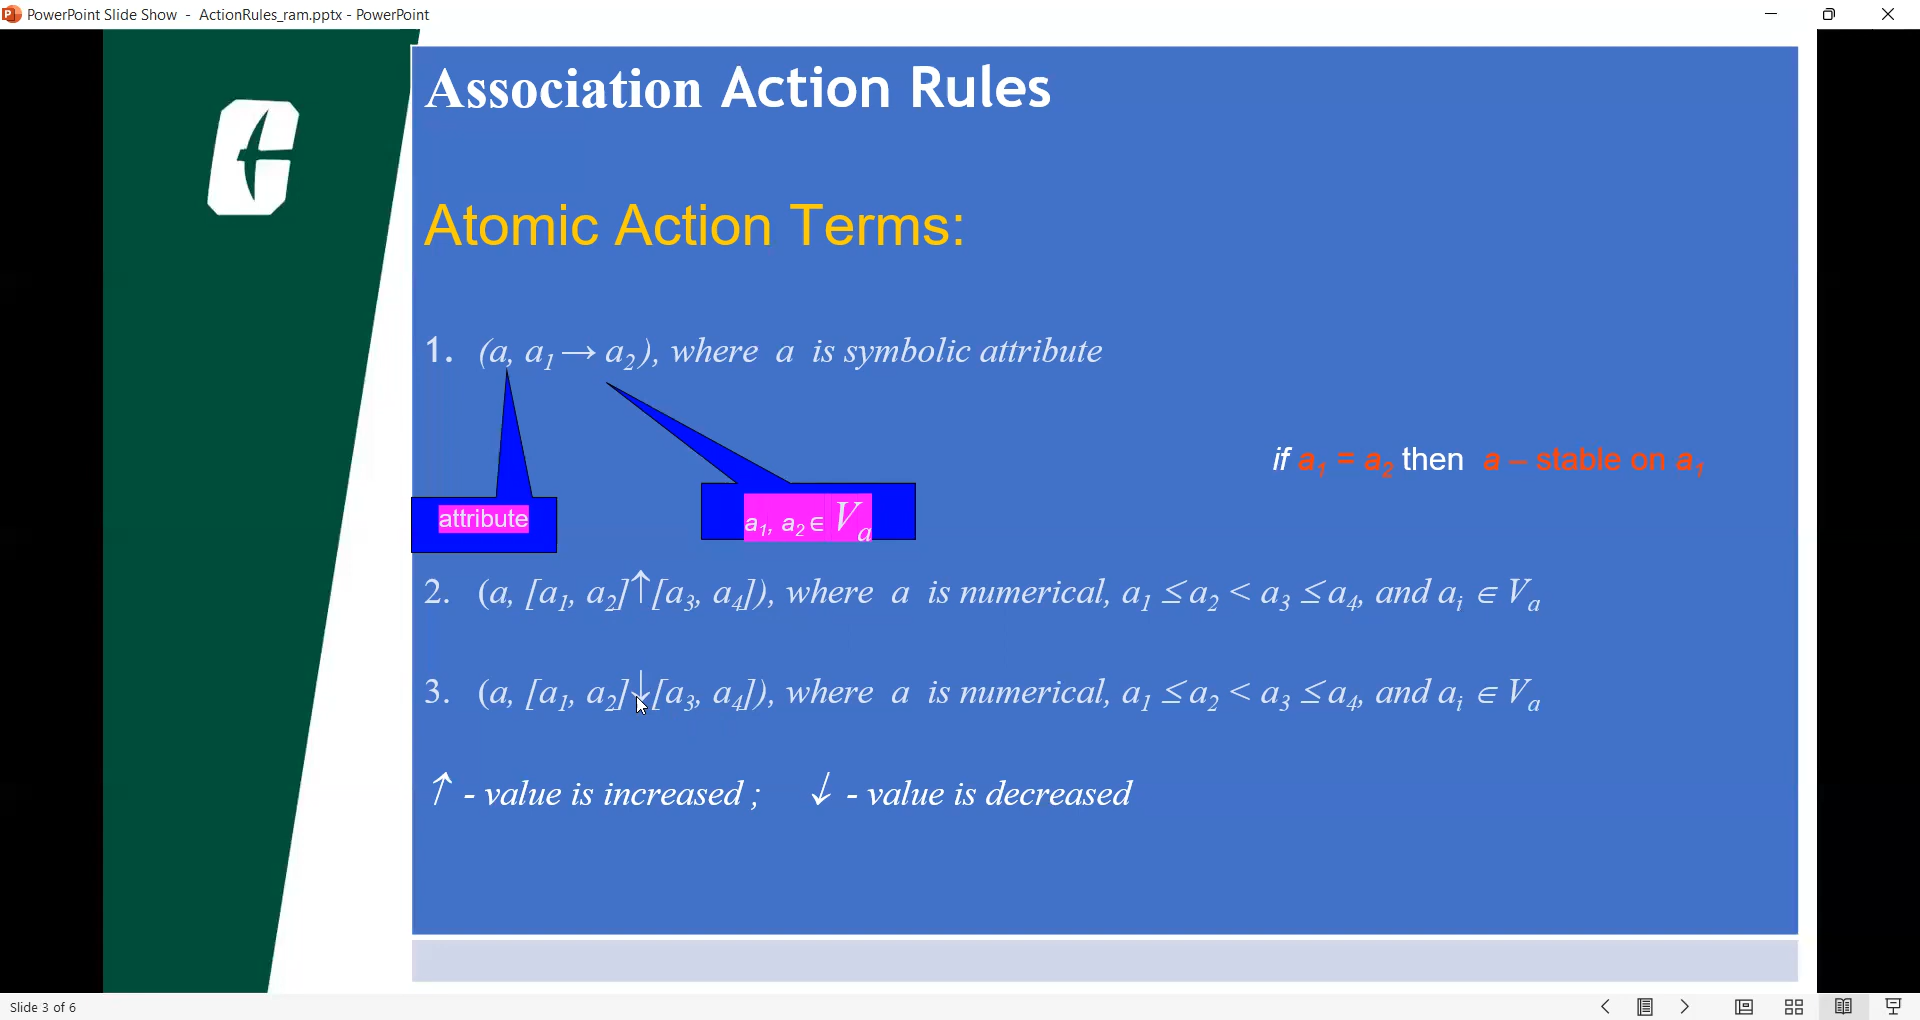 PowerPoint Slide Show - ActionRules_ram.pptx - PowerPoint
Association Action Rules
Atomic Action Terms:
1. (a, a₁→ a₂), where a is symbolic attribute
if a₁ = a₂ then a – stable on a₁
attribute
a₁, a₂∈ Vₐ
2. (a, [a₁, a₂]↑[a₃, a₄]), where a is numerical, a₁ ≤ a₂ < a₃ ≤ a₄, and aᵢ ∈ Vₐ
3. (a, [a₁, a₂]↓[a₃, a₄]), where a is numerical, a₁ ≤ a₂ < a₃ ≤ a₄, and aᵢ ∈ Vₐ
↑ - value is increased ; ↓ - value is decreased
Slide 3 of 6